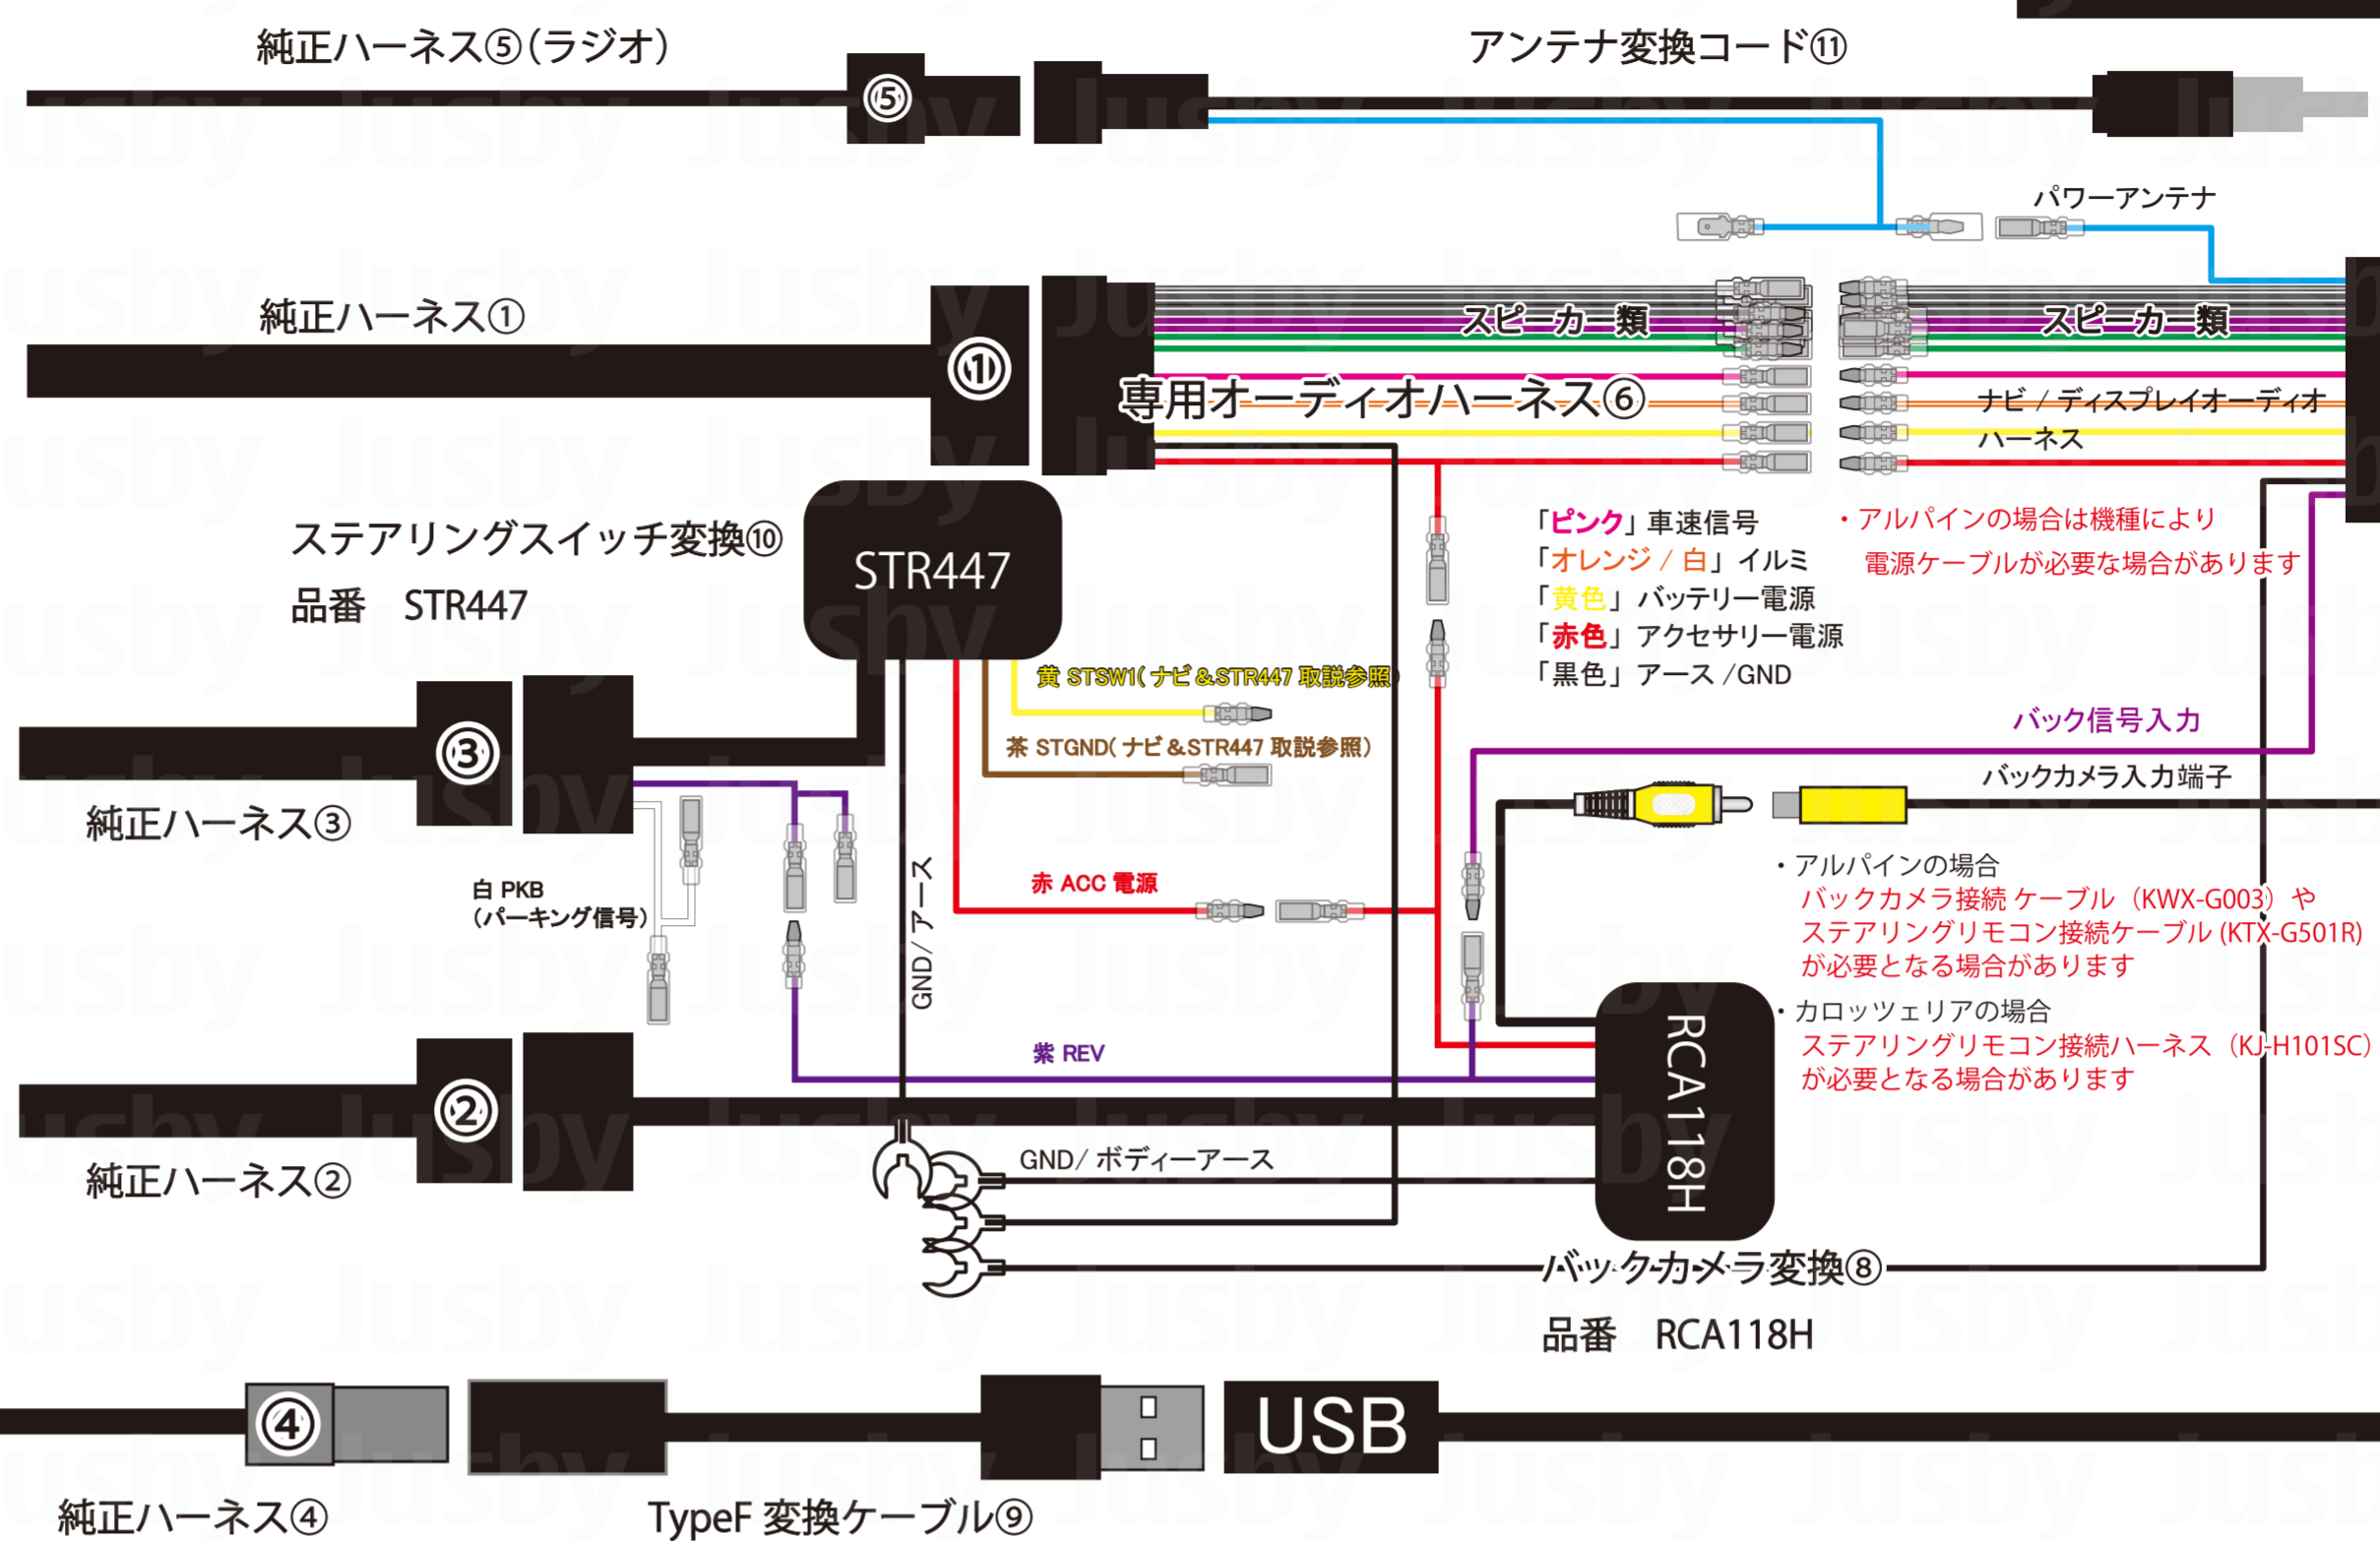 純正ハーネス⑤(ラジオ)
アンテナ変換コード⑪
⑤
パワーアンテナ
純正ハーネス①
①
スピーカー類
スピーカー類
専用オーディオハーネス⑥
ナビ / ディスプレイオーディオ
ハーネス
ステアリングスイッチ変換⑩
品番　STR447
STR447
「ピンク」車速信号
「オレンジ / 白」イルミ
「黄色」バッテリー電源
「赤色」アクセサリー電源
「黒色」アース /GND
・アルパインの場合は機種により
電源ケーブルが必要な場合があります
黄 STSW1(ナビ&STR447 取説参照)
茶 STGND(ナビ&STR447 取説参照)
③
純正ハーネス③
バック信号入力
バックカメラ入力端子
白 PKB
(パーキング信号)
GND/ アース
赤 ACC 電源
・アルパインの場合
バックカメラ接続 ケーブル（KWX-G003）や
ステアリングリモコン接続ケーブル (KTX-G501R)
が必要となる場合があります
・カロッツェリアの場合
ステアリングリモコン接続ハーネス（KJ-H101SC）
が必要となる場合があります
紫 REV
RCA118H
②
純正ハーネス②
GND/ ボディーアース
バックカメラ変換⑧
品番　RCA118H
④
USB
純正ハーネス④
TypeF 変換ケーブル⑨
Jusby